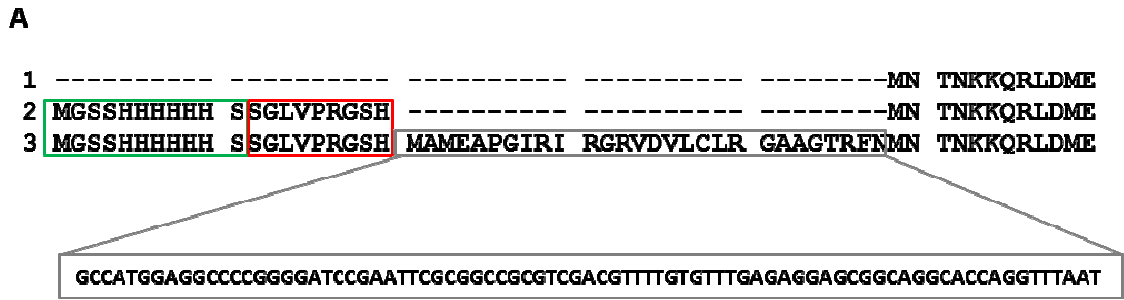 A
1 ---------- ---------- ---------- ---------- --------MN TNKKQRLDME
2 MGSSHHHHHH SSGLVPRGSH ---------- ---------- --------MN TNKKQRLDME
3 MGSSHHHHHH SSGLVPRGSH MAMEAPGIRI RGRVDVLCLR GAAGTRFNMN TNKKQRLDME
GCCATGGAGGCCCCGGGGATCCGAATTCGCGGCCGCGTCGACGTTTTGTGTTTGAGAGGAGCGGCAGGCACCAGGTTTAAT